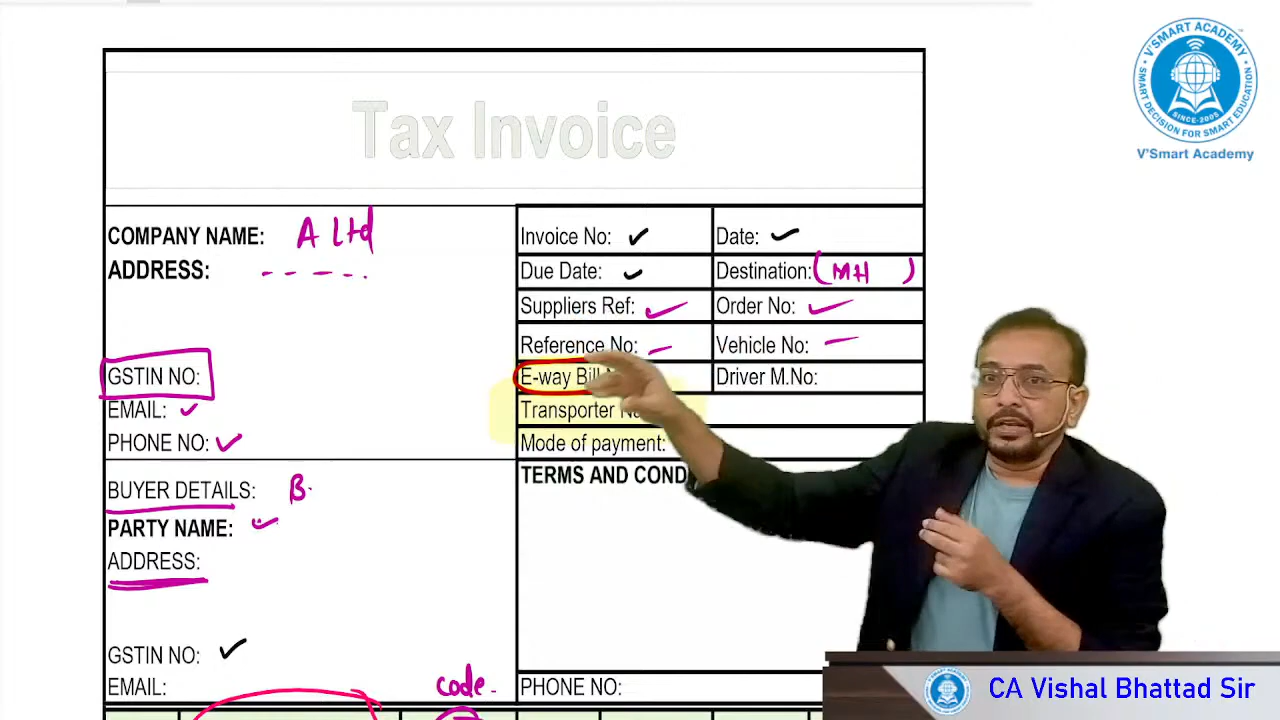 V'SMART ACADEMY
SMART DECISION FOR SMART EDUCATION
SINCE-2005
V'Smart Academy
Tax Invoice
COMPANY NAME: A Ltd
ADDRESS: -----
GSTIN NO:
EMAIL:
PHONE NO:
Invoice No:
Date:
Due Date:
Destination: (MH )
Suppliers Ref:
Order No:
Reference No:
Vehicle No:
E-way Bill
Driver M.No:
Transporter
Mode of payment:
BUYER DETAILS: B
PARTY NAME:
ADDRESS:
GSTIN NO:
EMAIL:
TERMS AND COND
code.
PHONE NO:
CA Vishal Bhattad Sir